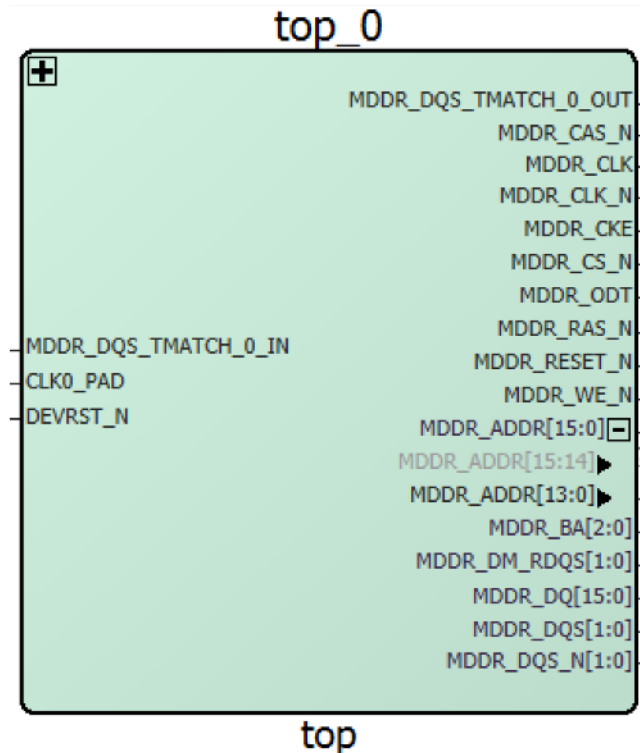 top_0
MDDR_DQS_TMATCH_0_OUT
MDDR_CAS_N
MDDR_CLK
MDDR_CLK_N
MDDR_CKE
MDDR_CS_N
MDDR_ODT
MDDR_RAS_N
MDDR_DQS_TMATCH_0_IN
MDDR_RESET_N
CLK0_PAD
MDDR_WE_N
DEVRST_N
MDDR_ADDR[15:0]
MDDR_ADDR[15:14]
MDDR_ADDR[13:0]
MDDR_BA[2:0]
MDDR_DM_RDQS[1:0]
MDDR_DQ[15:0]
MDDR_DQS[1:0]
MDDR_DQS_N[1:0]
top